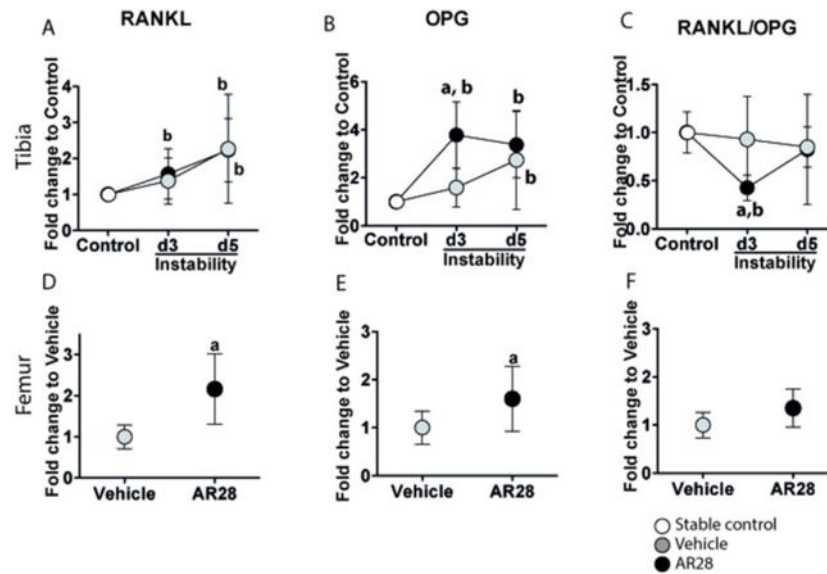 A
RANKL
Fold change to Control
4
3
2
1
0
b
b
b
Control
d3
d5
Instability
Tibia
B
OPG
Fold change to Control
6
4
2
0
a, b
b
b
Control
d3
d5
Instability
C
RANKL/OPG
Fold change to Control
1.5
1.0
0.5
0.0
a,b
Control
d3
d5
Instability
D
Fold change to Vehicle
3
2
1
0
a
Vehicle
AR28
Femur
E
Fold change to Vehicle
3
2
1
0
a
Vehicle
AR28
F
Fold change to Vehicle
3
2
1
0
Vehicle
AR28
Stable control
Vehicle
AR28